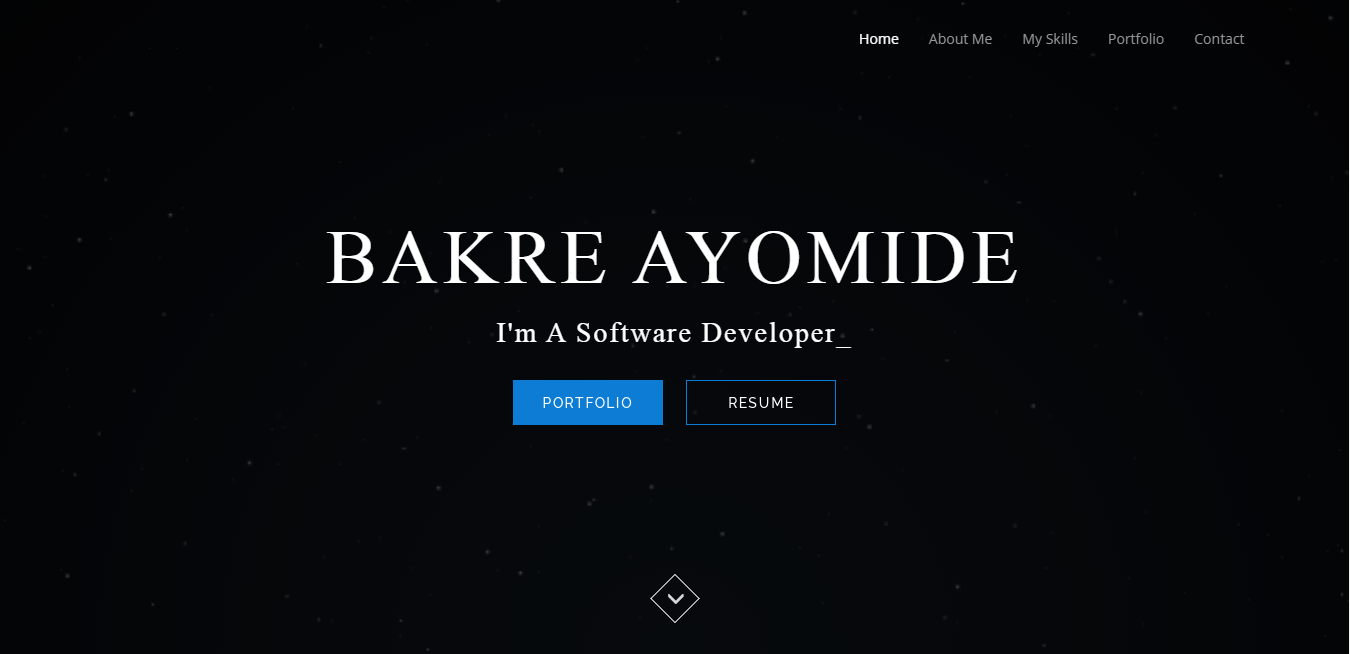 Home About Me My Skills Portfolio Contact
BAKRE AYOMIDE
I'm A Software Developer_
PORTFOLIO RESUME